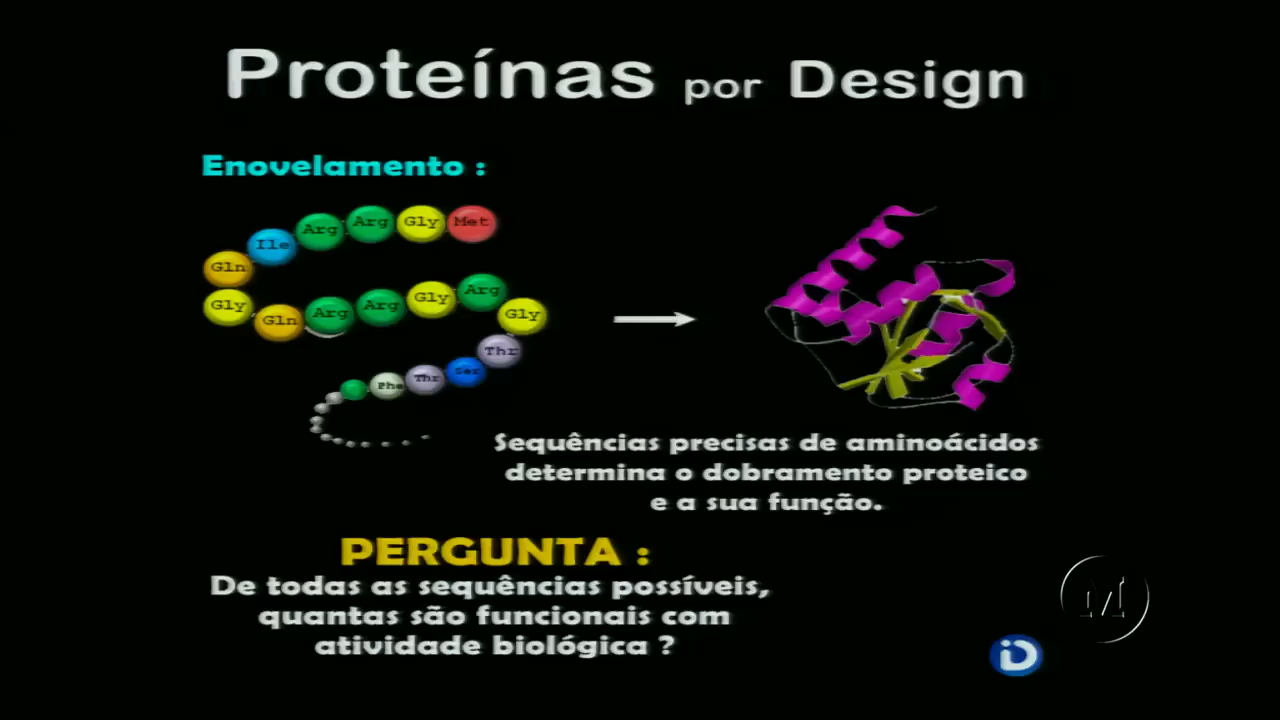 Proteínas por Design
Enovelamento :
Gln Ile Arg Arg Gly Met
Gly Gln Arg Arg Gly Arg Gly
Phe Thr Ser Thr
Sequências precisas de aminoácidos
determina o dobramento proteico
e a sua função.
PERGUNTA :
De todas as sequências possíveis,
quantas são funcionais com
atividade biológica ?
M
iD